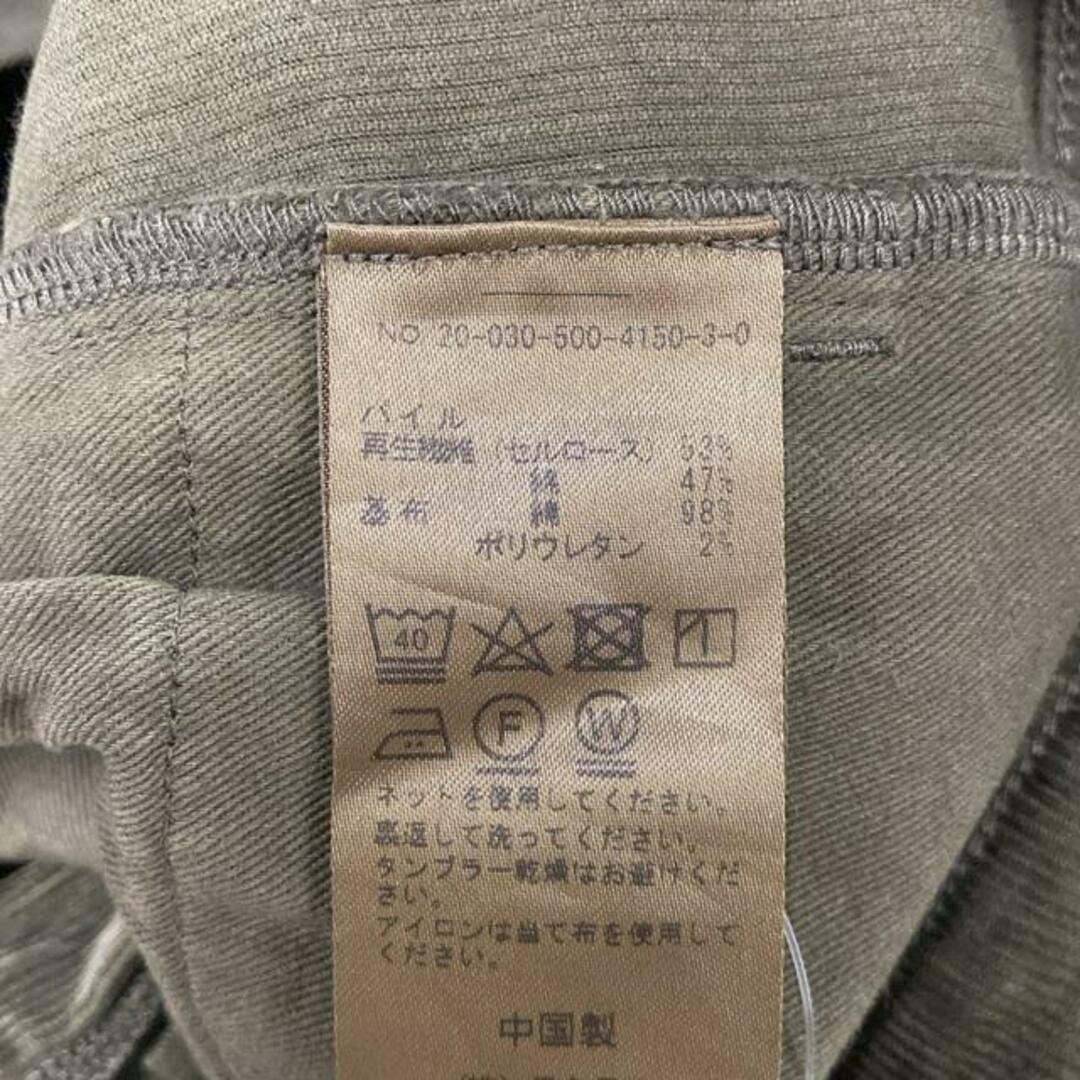 NO 20-030-500-4150-3-0
パイル
再生繊維 (セルロース) 53%
綿 47%
基布 綿 98%
ポリウレタン 2%
40
F W
ネットを使用してください。
裏返して洗ってください。
タンブラー乾燥はお避けくだ
さい。
アイロンは当て布を使用して
ください。
中国製